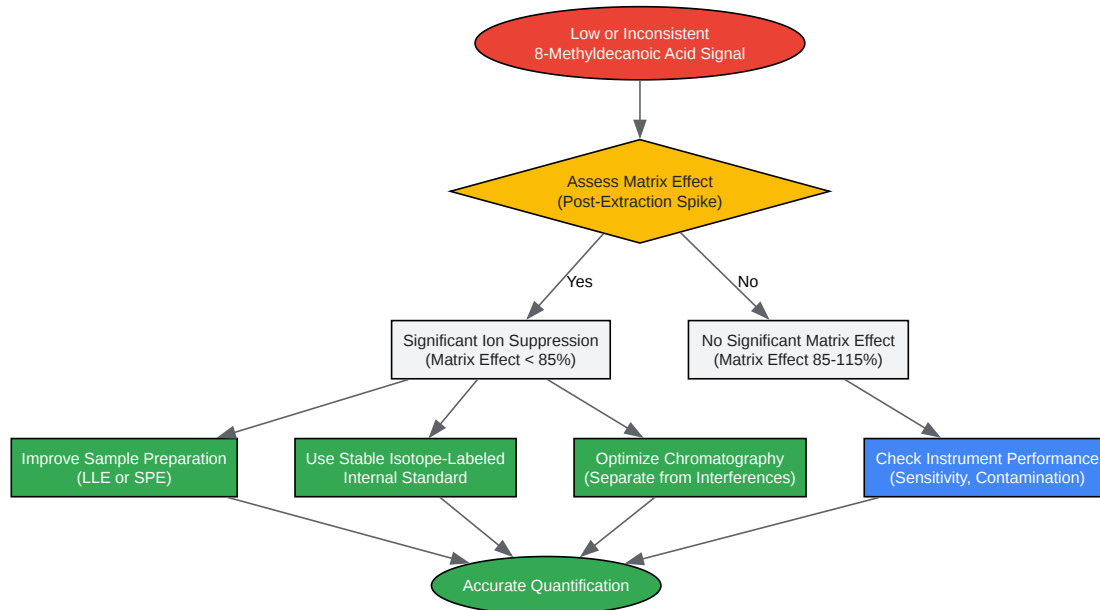 Low or Inconsistent
8-Methyldecanoic Acid Signal
Assess Matrix Effect
(Post-Extraction Spike)
Yes
No
Significant Ion Suppression
(Matrix Effect < 85%)
No Significant Matrix Effect
(Matrix Effect 85-115%)
Improve Sample Preparation
(LLE or SPE)
Use Stable Isotope-Labeled
Internal Standard
Optimize Chromatography
(Separate from Interferences)
Check Instrument Performance
(Sensitivity, Contamination)
Accurate Quantification